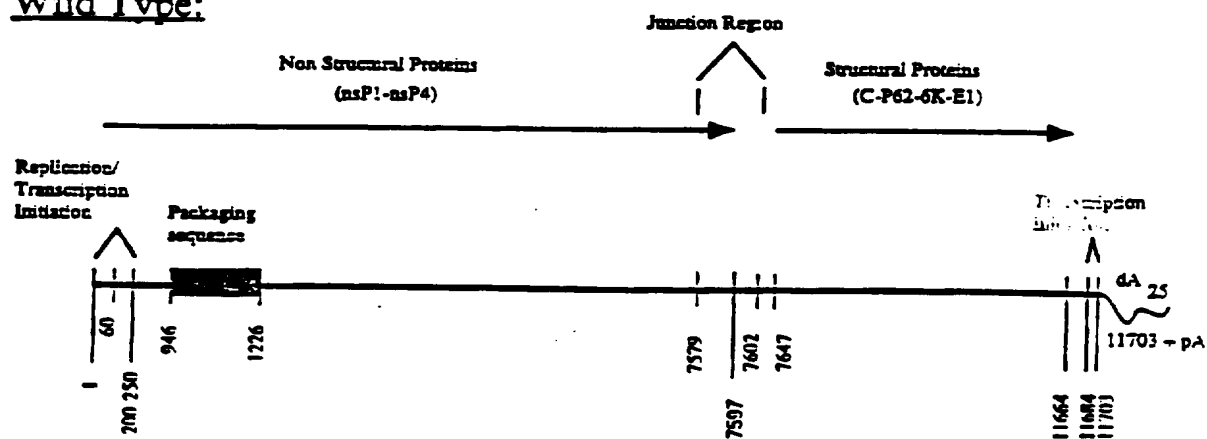 Wild Type:
Junction Region
Non Structural Proteins
(nsP1-nsP4)
Structural Proteins
(C-P62-6K-E1)
Replication/
Transcription
Initiation
Packaging
sequence
dA 25
11703 - pA
1
60
200 250
946
1226
7579
7597
7602
7647
11664
11684
11703